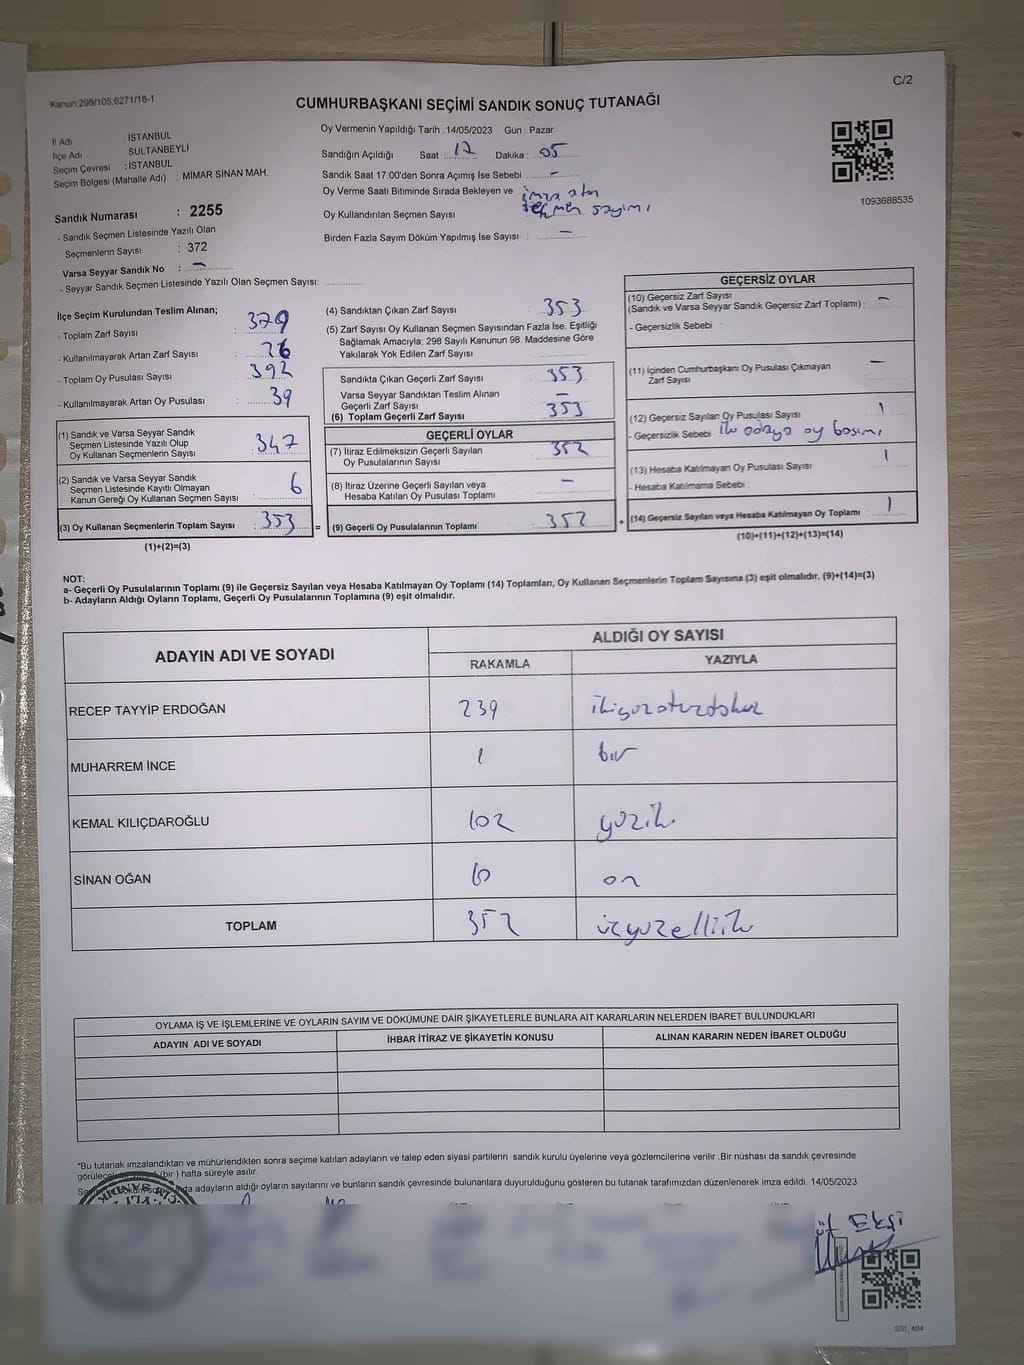 C/2
Kanun;298/105,6271/18-1
CUMHURBAŞKANI SEÇİMİ SANDIK SONUÇ TUTANAĞI
İl Adı : İSTANBUL
İlçe Adı : SULTANBEYLİ
Seçim Çevresi : İSTANBUL
Seçim Bölgesi (Mahalle Adı) : MİMAR SİNAN MAH.
Sandık Numarası : 2255
- Sandık Seçmen Listesinde Yazılı Olan
Seçmenlerin Sayısı : 372
Varsa Seyyar Sandık No : -
- Seyyar Sandık Seçmen Listesinde Yazılı Olan Seçmen Sayısı:
Oy Vermenin Yapıldığı Tarih : 14/05/2023 Gün : Pazar
Sandığın Açıldığı Saat : 17 Dakika : 05
Sandık Saat 17:00'den Sonra Açımış İse Sebebi : -
Oy Verme Saati Bitiminde Sırada Bekleyen ve
Oy Kullandırılan Seçmen Sayısı
imza atan
seçmen sayımı
Birden Fazla Sayım Döküm Yapılmış İse Sayısı : -
1093688535
İlçe Seçim Kurulundan Teslim Alınan;
- Toplam Zarf Sayısı : 379
- Kullanılmayarak Artan Zarf Sayısı : 26
- Toplam Oy Pusulası Sayısı : 392
- Kullanılmayarak Artan Oy Pusulası : 39
(1) Sandık ve Varsa Seyyar Sandık
Seçmen Listesinde Yazılı Olup
Oy Kullanan Seçmenlerin Sayısı : 347
(2) Sandık ve Varsa Seyyar Sandık
Seçmen Listesinde Kayıtlı Olmayan
Kanun Gereği Oy Kullanan Seçmen Sayısı : 6
(3) Oy Kullanan Seçmenlerin Toplam Sayısı : 353 =
(1)+(2)=(3)
(4) Sandıktan Çıkan Zarf Sayısı : 353
(5) Zarf Sayısı Oy Kullanan Seçmen Sayısından Fazla İse, Eşitliği
Sağlamak Amacıyla; 298 Sayılı Kanunun 98. Maddesine Göre
Yakılarak Yok Edilen Zarf Sayısı :
Sandıkta Çıkan Geçerli Zarf Sayısı : 353
Varsa Seyyar Sandıktan Teslim Alınan
Geçerli Zarf Sayısı : -
(6) Toplam Geçerli Zarf Sayısı : 353
GEÇERLİ OYLAR
(7) İtiraz Edilmeksizin Geçerli Sayılan
Oy Pusulalarının Sayısı : 352
(8) İtiraz Üzerine Geçerli Sayılan veya
Hesaba Katılan Oy Pusulası Toplamı : -
(9) Geçerli Oy Pusulalarının Toplamı : 352 +
GEÇERSİZ OYLAR
(10) Geçersiz Zarf Sayısı
(Sandık ve Varsa Seyyar Sandık Geçersiz Zarf Toplamı) : -
- Geçersizlik Sebebi :
(11) İçinden Cumhurbaşkanı Oy Pusulası Çıkmayan
Zarf Sayısı : -
(12) Geçersiz Sayılan Oy Pusulası Sayısı : 1
- Geçersizlik Sebebi : iki adaya oy basımı
(13) Hesaba Katılmayan Oy Pusulası Sayısı : 1
- Hesaba Katılmama Sebebi :
(14) Geçersiz Sayılan veya Hesaba Katılmayan Oy Toplamı : 1
(10)+(11)+(12)+(13)=(14)
NOT:
a- Geçerli Oy Pusulalarının Toplamı (9) ile Geçersiz Sayılan veya Hesaba Katılmayan Oy Toplamı (14) Toplamları, Oy Kullanan Seçmenlerin Toplam Sayısına (3) eşit olmalıdır. (9)+(14)=(3)
b- Adayların Aldığı Oyların Toplamı, Geçerli Oy Pusulalarının Toplamına (9) eşit olmalıdır.
ADAYIN ADI VE SOYADI ALDIĞI OY SAYISI
RAKAMLA YAZIYLA
RECEP TAYYİP ERDOĞAN 239 ikiyüzotuzdokuz
MUHARREM İNCE 1 bir
KEMAL KILIÇDAROĞLU 102 yüziki
SİNAN OĞAN 10 on
TOPLAM 352 üçyüzelliiki
OYLAMA İŞ VE İŞLEMLERİNE VE OYLARIN SAYIM VE DÖKÜMÜNE DAİR ŞİKAYETLERLE BUNLARA AİT KARARLARIN NELERDEN İBARET BULUNDUKLARI
ADAYIN ADI VE SOYADI İHBAR İTİRAZ VE ŞİKAYETİN KONUSU ALINAN KARARIN NEDEN İBARET OLDUĞU
*Bu tutanak imzalandıktan ve mühürlendikten sonra seçime katılan adayların ve talep eden siyasi partilerin sandık kurulu üyelerine veya gözlemcilerine verilir .Bir nüshası da sandık çevresinde
(bir ) hafta süreyle asılır.
adayların aldığı oyların sayılarını ve bunların sandık çevresinde bulunanlara duyurulduğunu gösteren bu tutanak tarafımızdan düzenlenerek imza edildi. 14/05/2023
EKŞİ
SSI_404